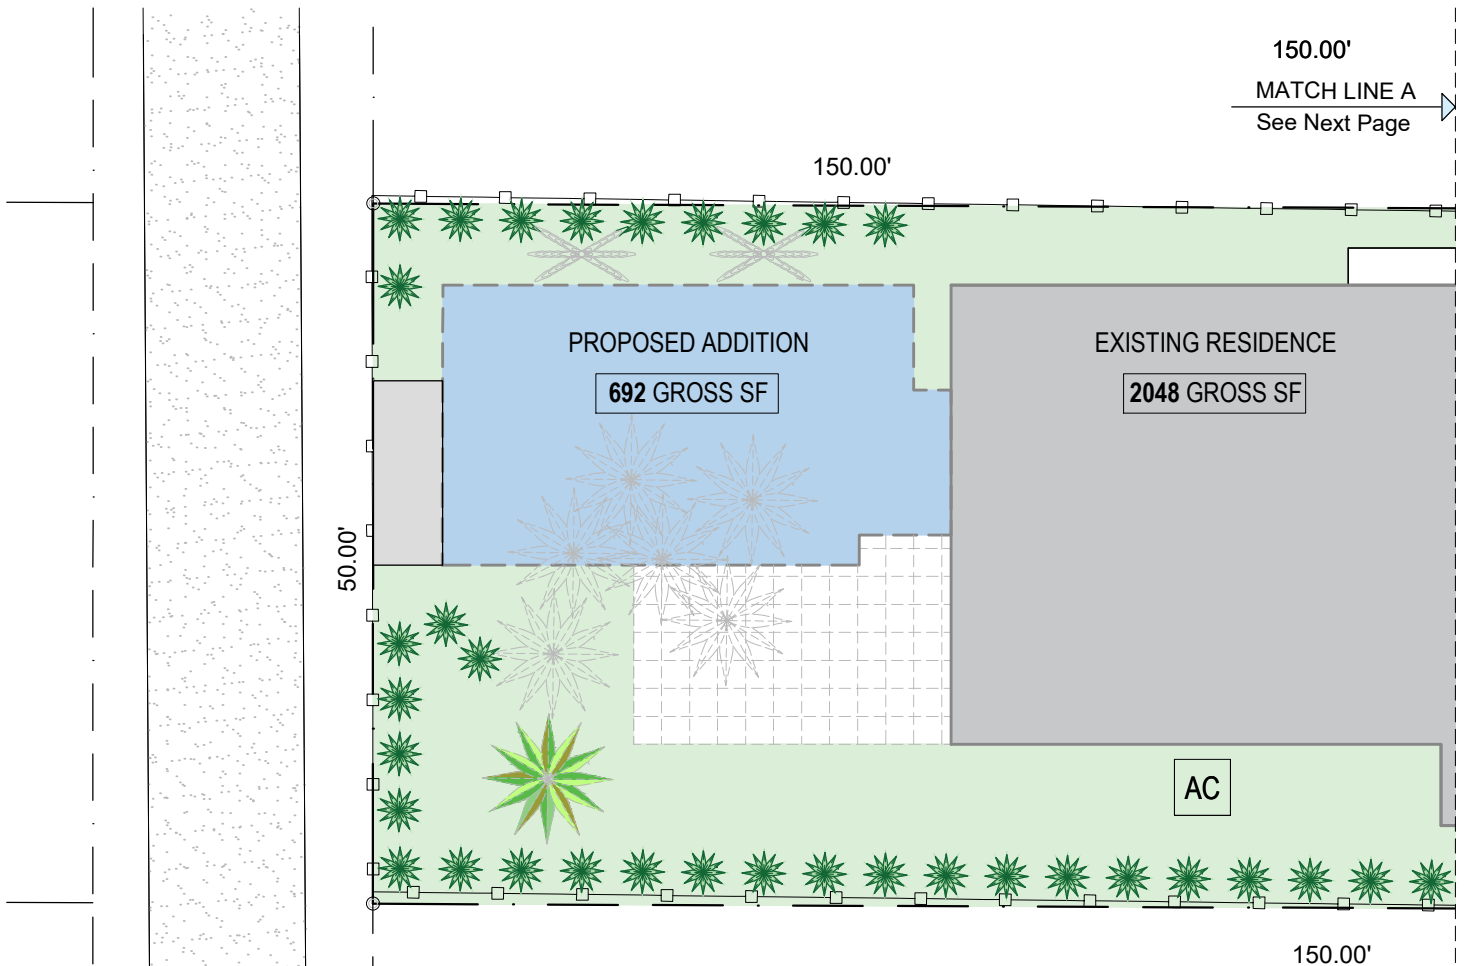 150.00'
MATCH LINE A
See Next Page
150.00'
PROPOSED ADDITION
692 GROSS SF
EXISTING RESIDENCE
2048 GROSS SF
50.00'
AC
150.00'